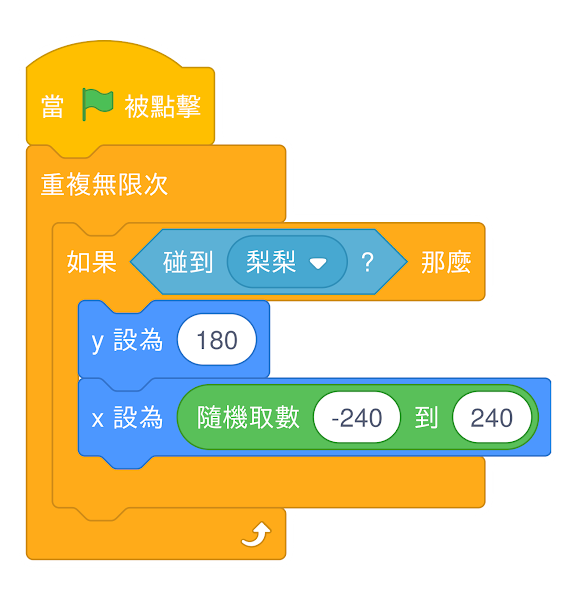 當 被點擊
重複無限次
如果 碰到 梨梨 ? 那麼
y 設為 180
x 設為 隨機取數 -240 到 240